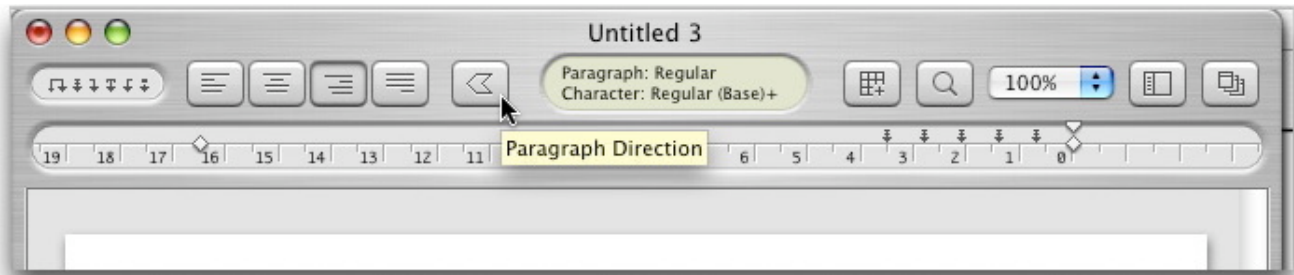 Untitled 3
Paragraph: Regular
Character: Regular (Base)+
100%
19 18 17 16 15 14 13 12 11 6 5 4 3 2 1 0
Paragraph Direction